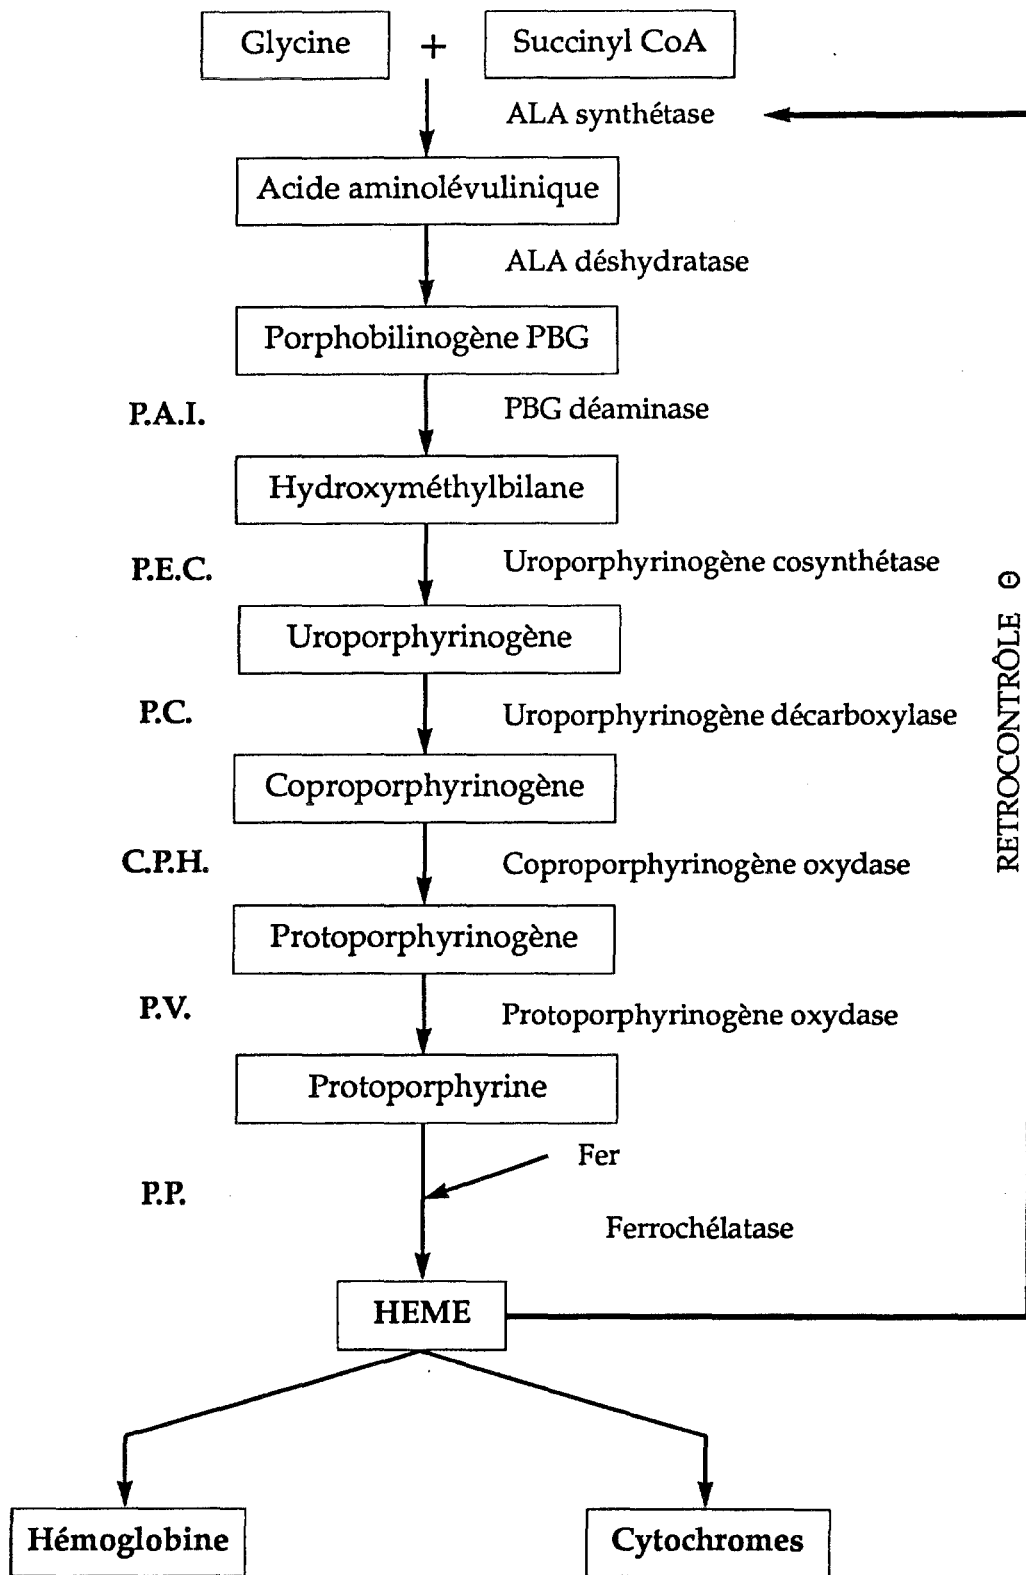 Glycine + Succinyl CoA
ALA synthétase
Acide aminolévulinique
ALA déshydratase
Porphobilinogène PBG
P.A.I. PBG déaminase
Hydroxyméthylbilane
P.E.C. Uroporphyrinogène cosynthétase
Uroporphyrinogène
P.C. Uroporphyrinogène décarboxylase
Coproporphyrinogène
C.P.H. Coproporphyrinogène oxydase
Protoporphyrinogène
P.V. Protoporphyrinogène oxydase
Protoporphyrine
Fer
P.P.
Ferrochélatase
HEME
RETROCONTRÔLE ⊖
Hémoglobine Cytochromes